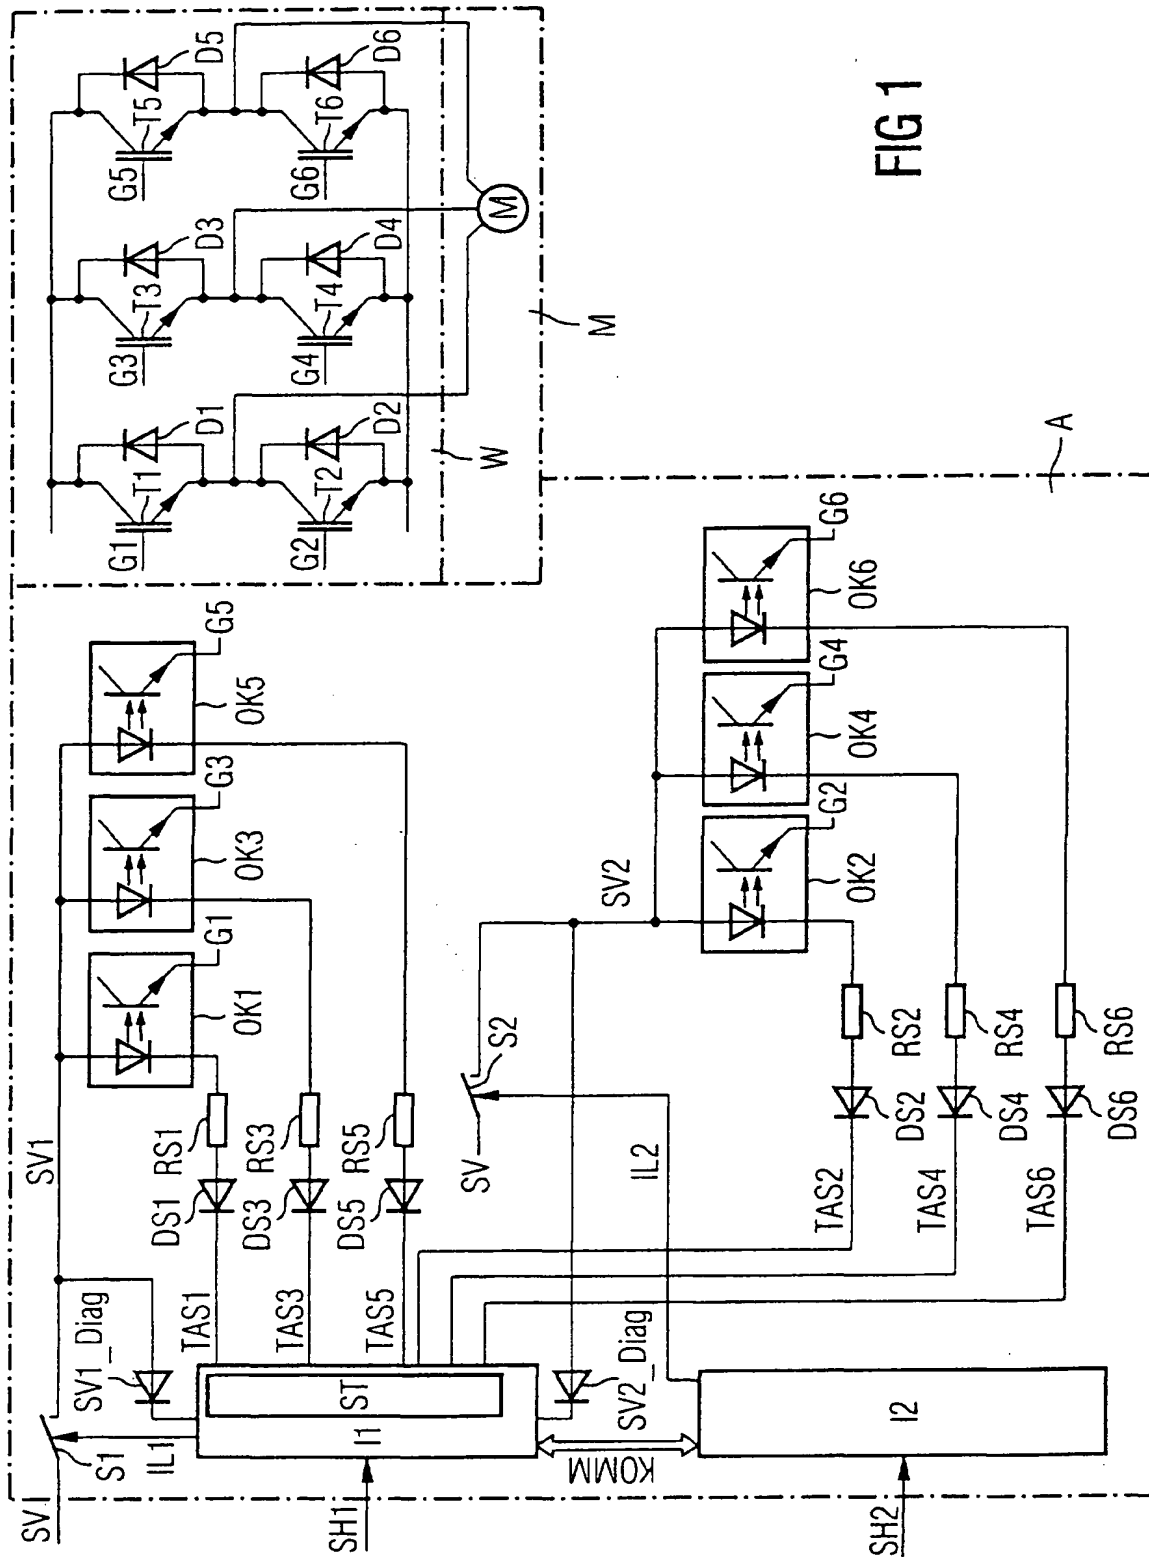 SV
S1
IL1
SV1_Diag
SV1
TAS1
TAS3
TAS5
DS1
DS3
DS5
RS1
RS3
RS5
OK1
G1
OK3
G3
OK5
G5
SH1
I1
ST
SV2_Diag
KOMM
SH2
I2
SV
S2
IL2
SV2
TAS2
TAS4
TAS6
DS2
DS4
DS6
RS2
RS4
RS6
OK2
G2
OK4
G4
OK6
G6
G1
T1
D1
G2
T2
D2
G3
T3
D3
G4
T4
D4
G5
T5
D5
G6
T6
D6
W
M
M
A
FIG 1